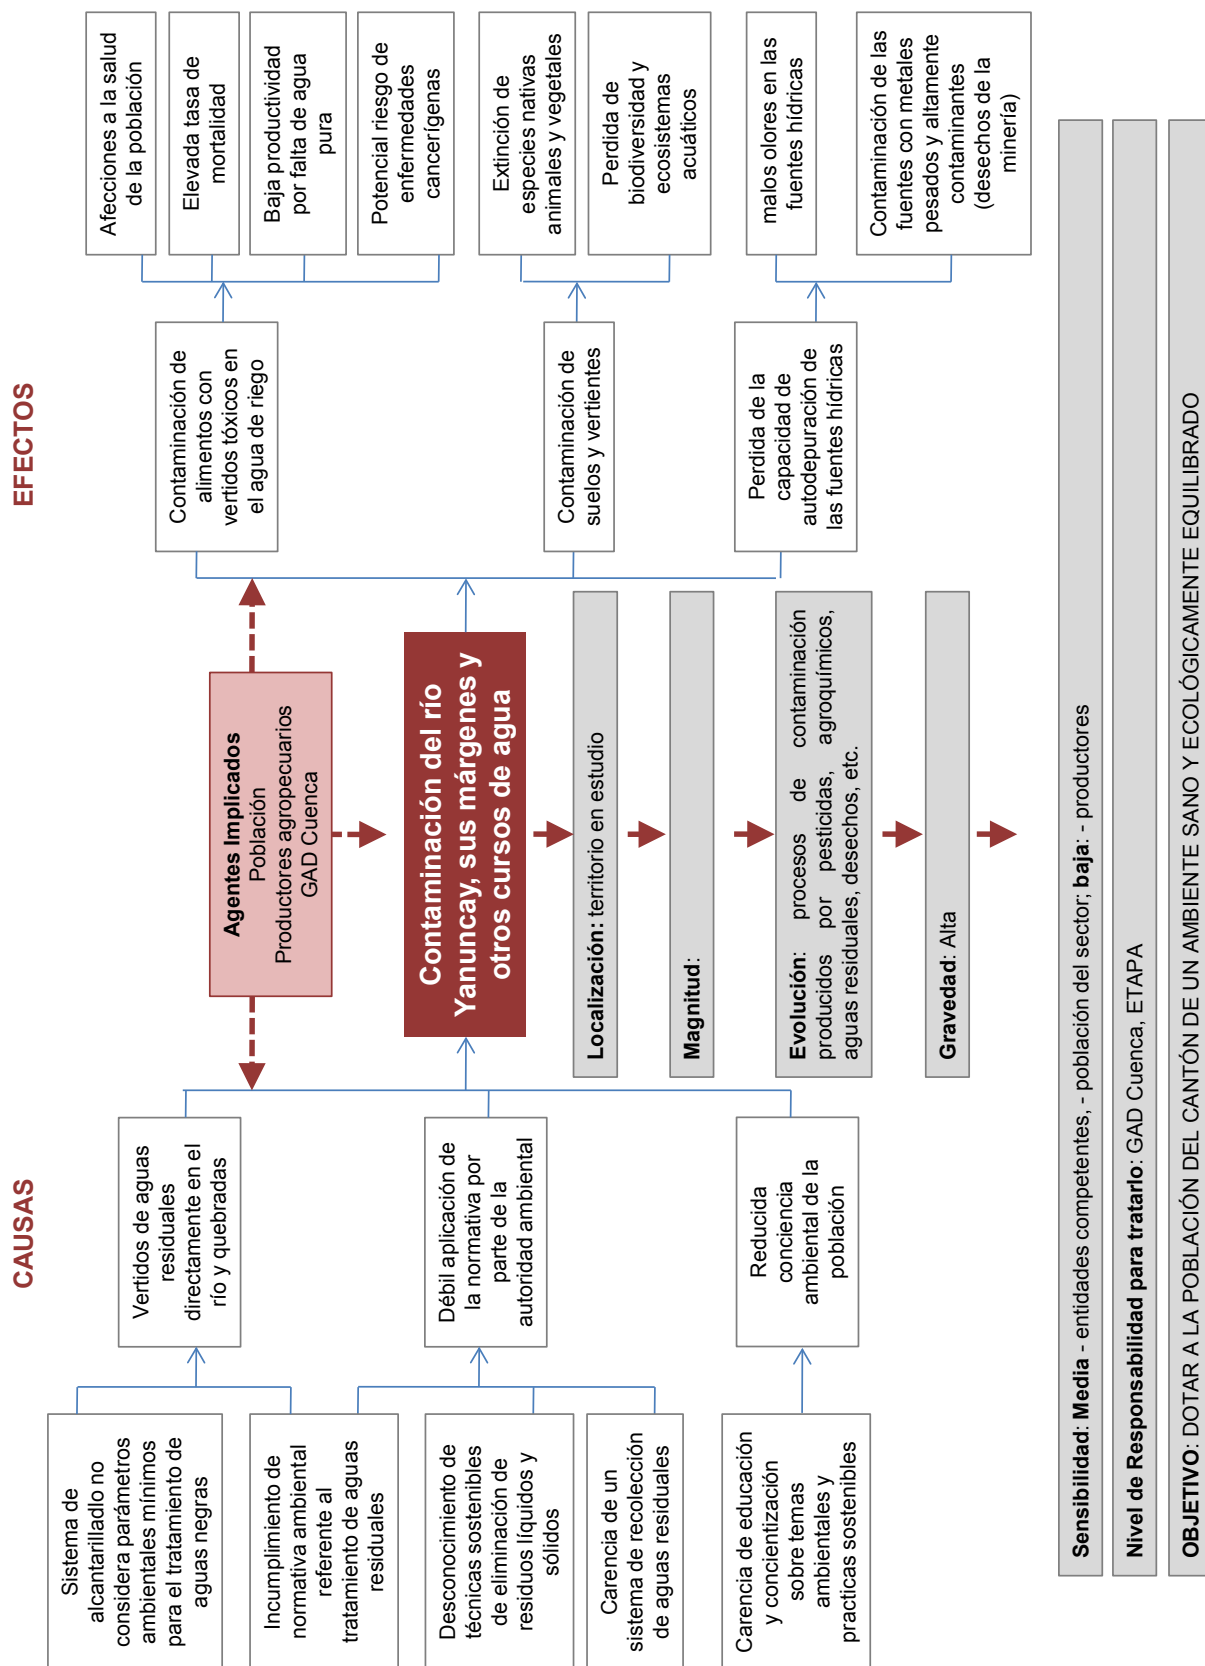 CAUSAS
EFECTOS
Sistema de
alcantarillado no
considera parámetros
ambientales mínimos
para el tratamiento de
aguas negras
Incumplimiento de
normativa ambiental
referente al
tratamiento de aguas
residuales
Desconocimiento de
técnicas sostenibles
de eliminación de
residuos líquidos y
sólidos
Carencia de un
sistema de recolección
de aguas residuales
Carencia de educación
y concientización
sobre temas
ambientales y
practicas sostenibles
Vertidos de aguas
residuales
directamente en el
río y quebradas
Débil aplicación de
la normativa por
parte de la
autoridad ambiental
Reducida
conciencia
ambiental de la
población
Agentes Implicados
Población
Productores agropecuarios
GAD Cuenca
Contaminación del río
Yanuncay, sus márgenes y
otros cursos de agua
Localización: territorio en estudio
Magnitud:
Evolución: procesos de contaminación
producidos por pesticidas, agroquímicos,
aguas residuales, desechos, etc.
Gravedad: Alta
Contaminación de
alimentos con
vertidos tóxicos en
el agua de riego
Contaminación de
suelos y vertientes
Perdida de la
capacidad de
autodepuración de
las fuentes hídricas
Afecciones a la salud
de la población
Elevada tasa de
mortalidad
Baja productividad
por falta de agua
pura
Potencial riesgo de
enfermedades
cancerígenas
Extinción de
especies nativas
animales y vegetales
Perdida de
biodiversidad y
ecosistemas
acuáticos
malos olores en las
fuentes hídricas
Contaminación de las
fuentes con metales
pesados y altamente
contaminantes
(desechos de la
minería)
Sensibilidad: Media - entidades competentes, - población del sector; baja: - productores
Nivel de Responsabilidad para tratarlo: GAD Cuenca, ETAPA
OBJETIVO: DOTAR A LA POBLACIÓN DEL CANTÓN DE UN AMBIENTE SANO Y ECOLÓGICAMENTE EQUILIBRADO